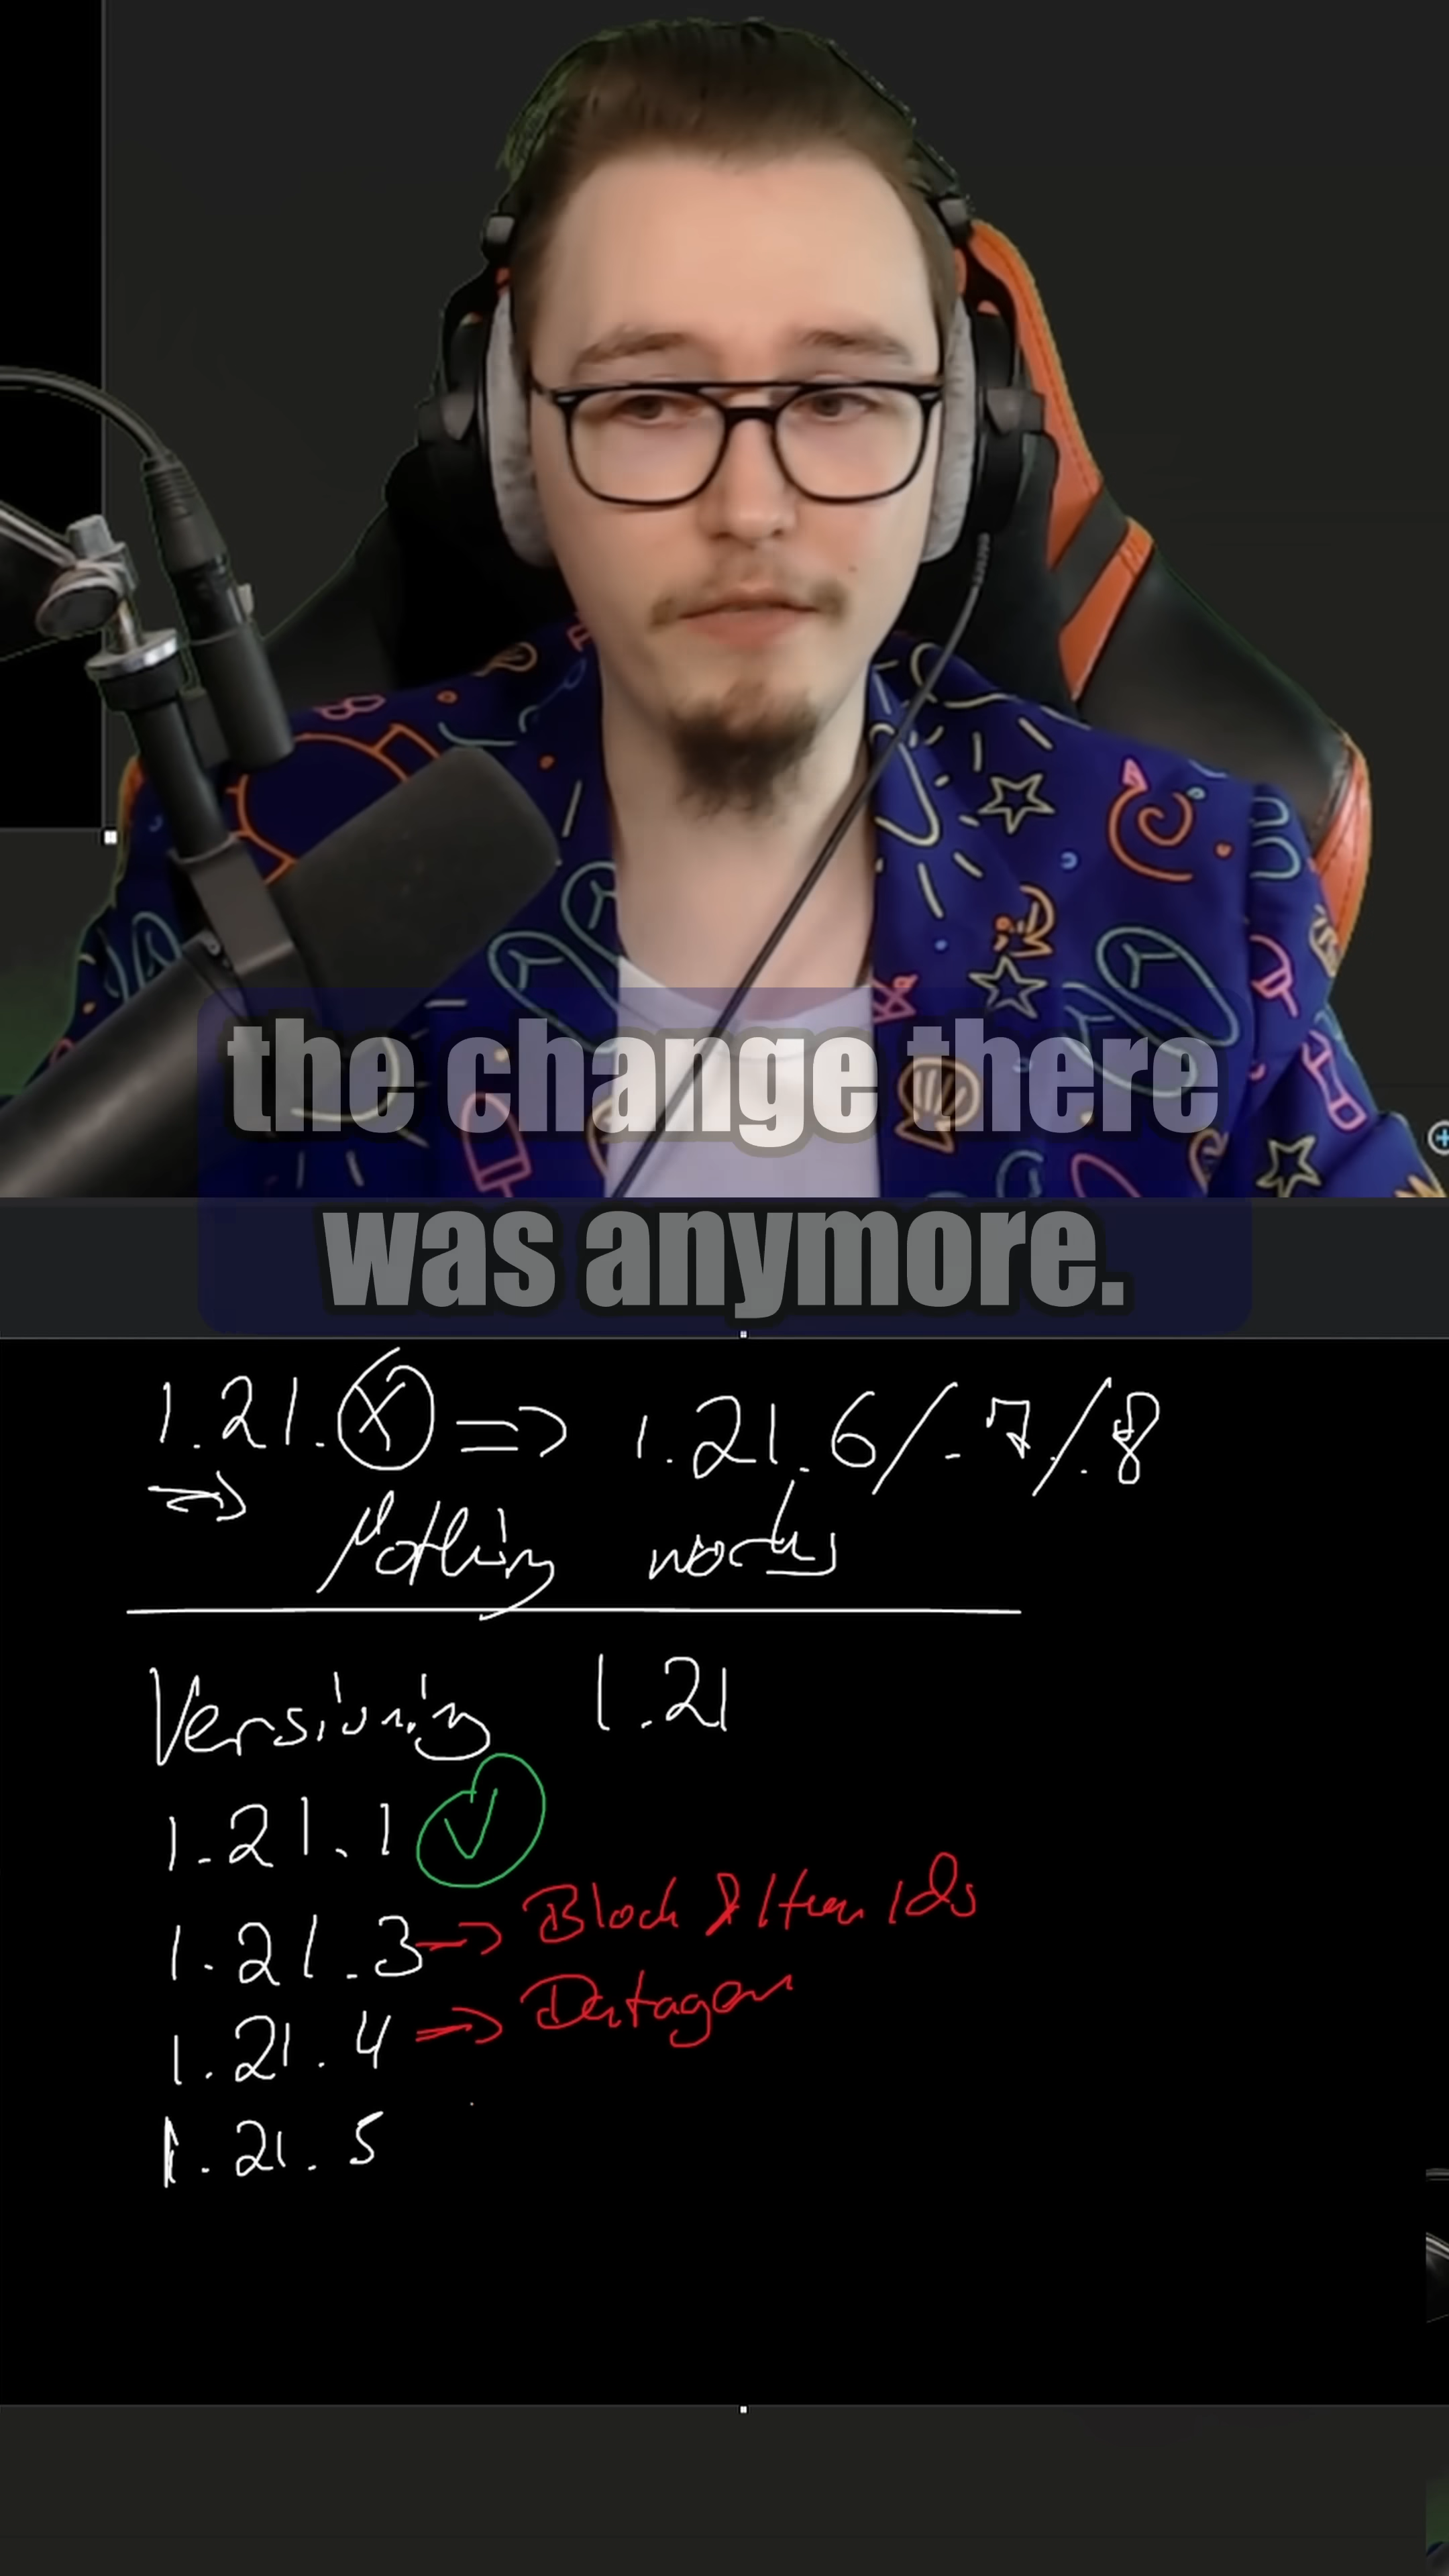 the change there
was anymore.
1.21.X => 1.21.6/.7/.8
=> Nothing works
Versioning 1.21
1.21.1 ✓
1.21.3 -> Block & Item IDs
1.21.4 => Datagen
1.21.5